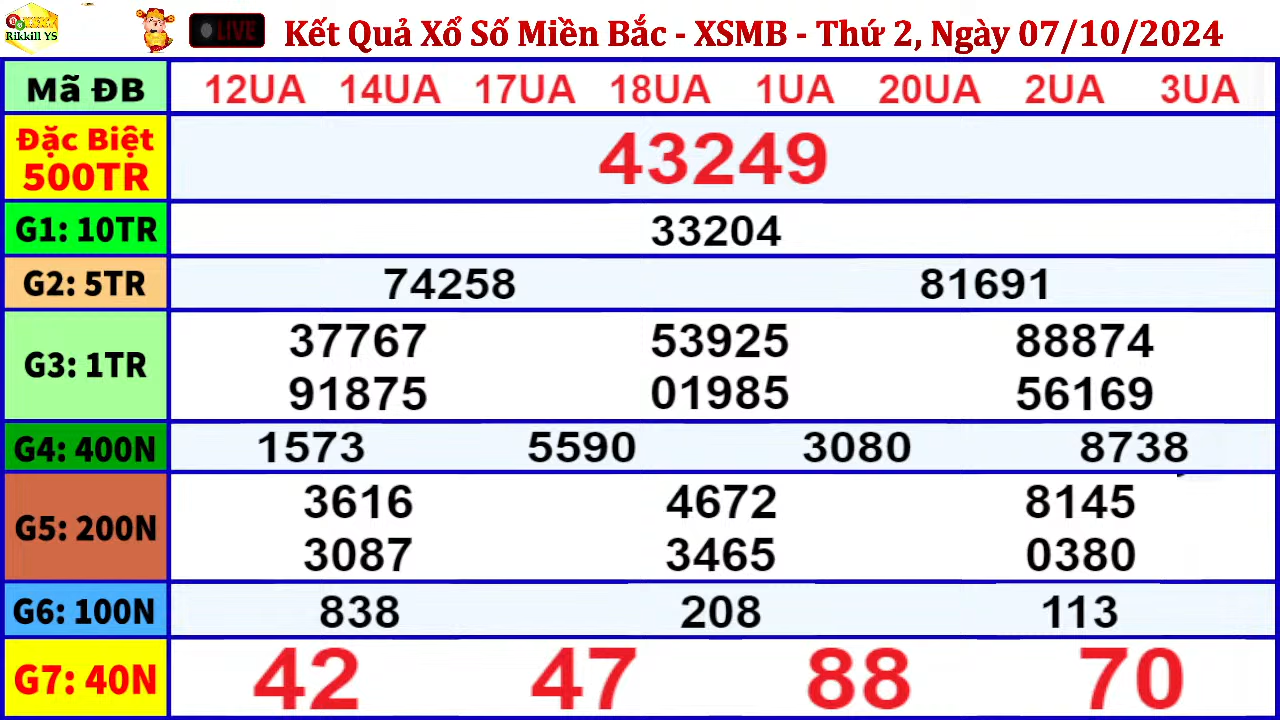 Rikkill YS
LIVE
Kết Quả Xổ Số Miền Bắc - XSMB - Thứ 2, Ngày 07/10/2024
Mã ĐB 12UA 14UA 17UA 18UA 1UA 20UA 2UA 3UA
Đặc Biệt
500TR 43249
G1: 10TR 33204
G2: 5TR 74258 81691
G3: 1TR 37767 53925 88874
91875 01985 56169
G4: 400N 1573 5590 3080 8738
G5: 200N 3616 4672 8145
3087 3465 0380
G6: 100N 838 208 113
G7: 40N 42 47 88 70